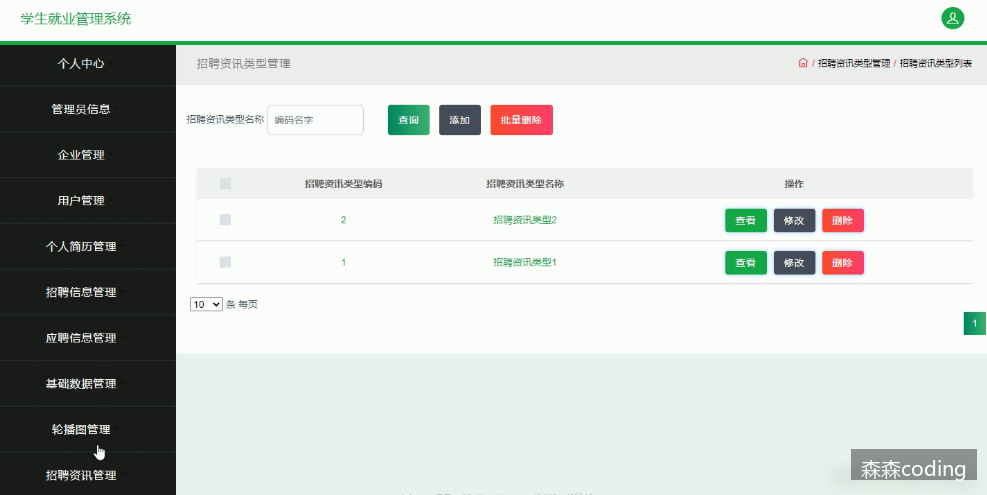 学生就业管理系统
个人中心
管理员信息
企业管理
用户管理
个人简历管理
招聘信息管理
应聘信息管理
基础数据管理
轮播图管理
招聘资讯管理
招聘资讯类型管理
/ 招聘资讯类型管理 / 招聘资讯类型列表
招聘资讯类型名称 编码名字 查询 添加 批量删除
招聘资讯类型编码 招聘资讯类型名称 操作
2 招聘资讯类型2 查看 修改 删除
1 招聘资讯类型1 查看 修改 删除
10 条 每页
1
森森coding